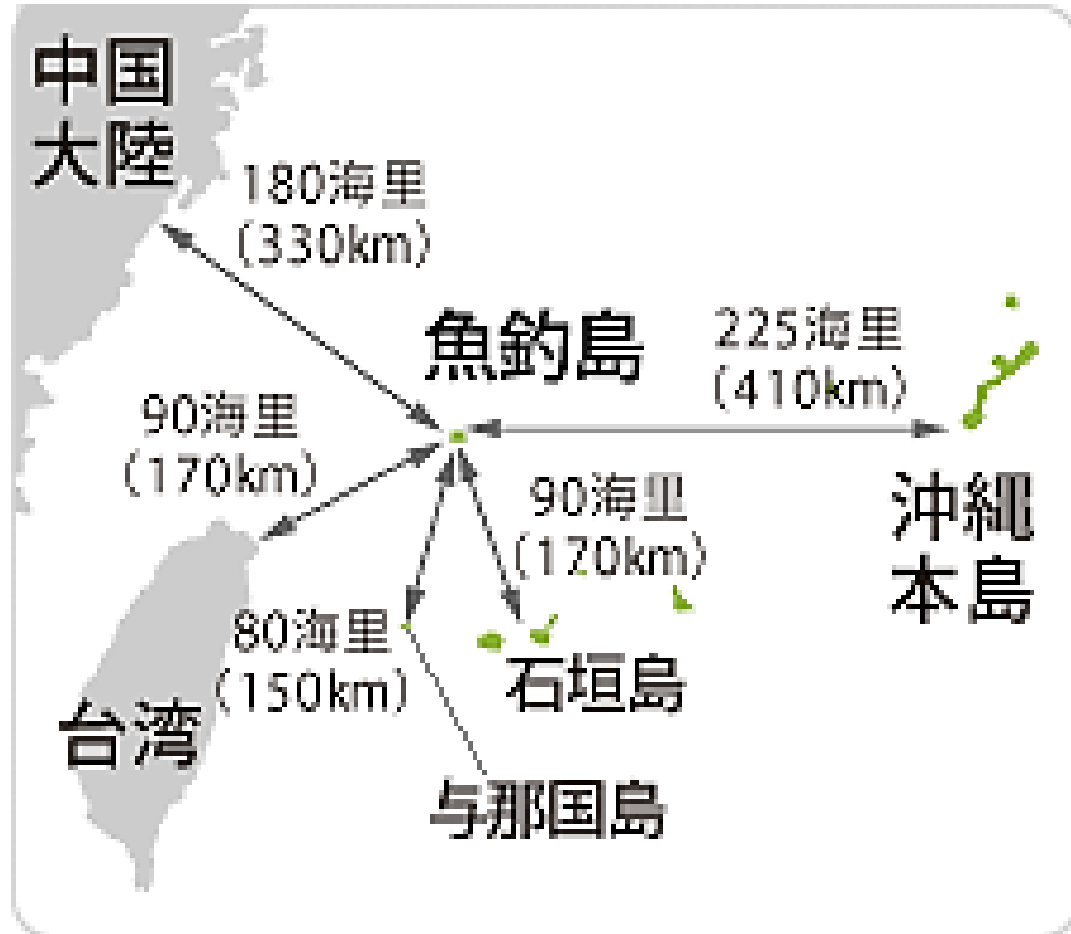 中国
大陸
180海里
（330km）
魚釣島
225海里
（410km）
90海里
（170km）
90海里
（170km）
沖縄
本島
80海里
（150km）
石垣島
台湾
与那国島